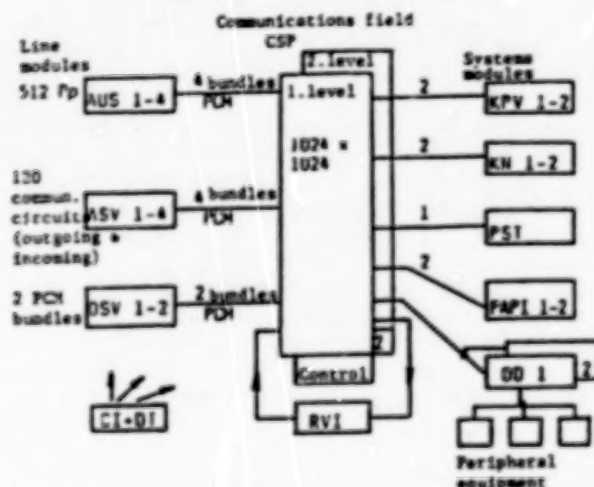 Communications field
CSP
Line
modules
512 Pp
AUS 1-4
4 bundles
PCM
2.level
1.level
1024 x
1024
Systems
modules
2
KPV 1-2
2
KN 1-2
120
commun.
circuits
(outgoing &
incoming)
ASV 1-4
4 bundles
PCM
1
PST
2
PAPI 1-2
2 PCM
bundles
DSV 1-2
2 bundles
PCM
2
Control
DD 1
2
CI+DI
RVI
Peripheral
equipment